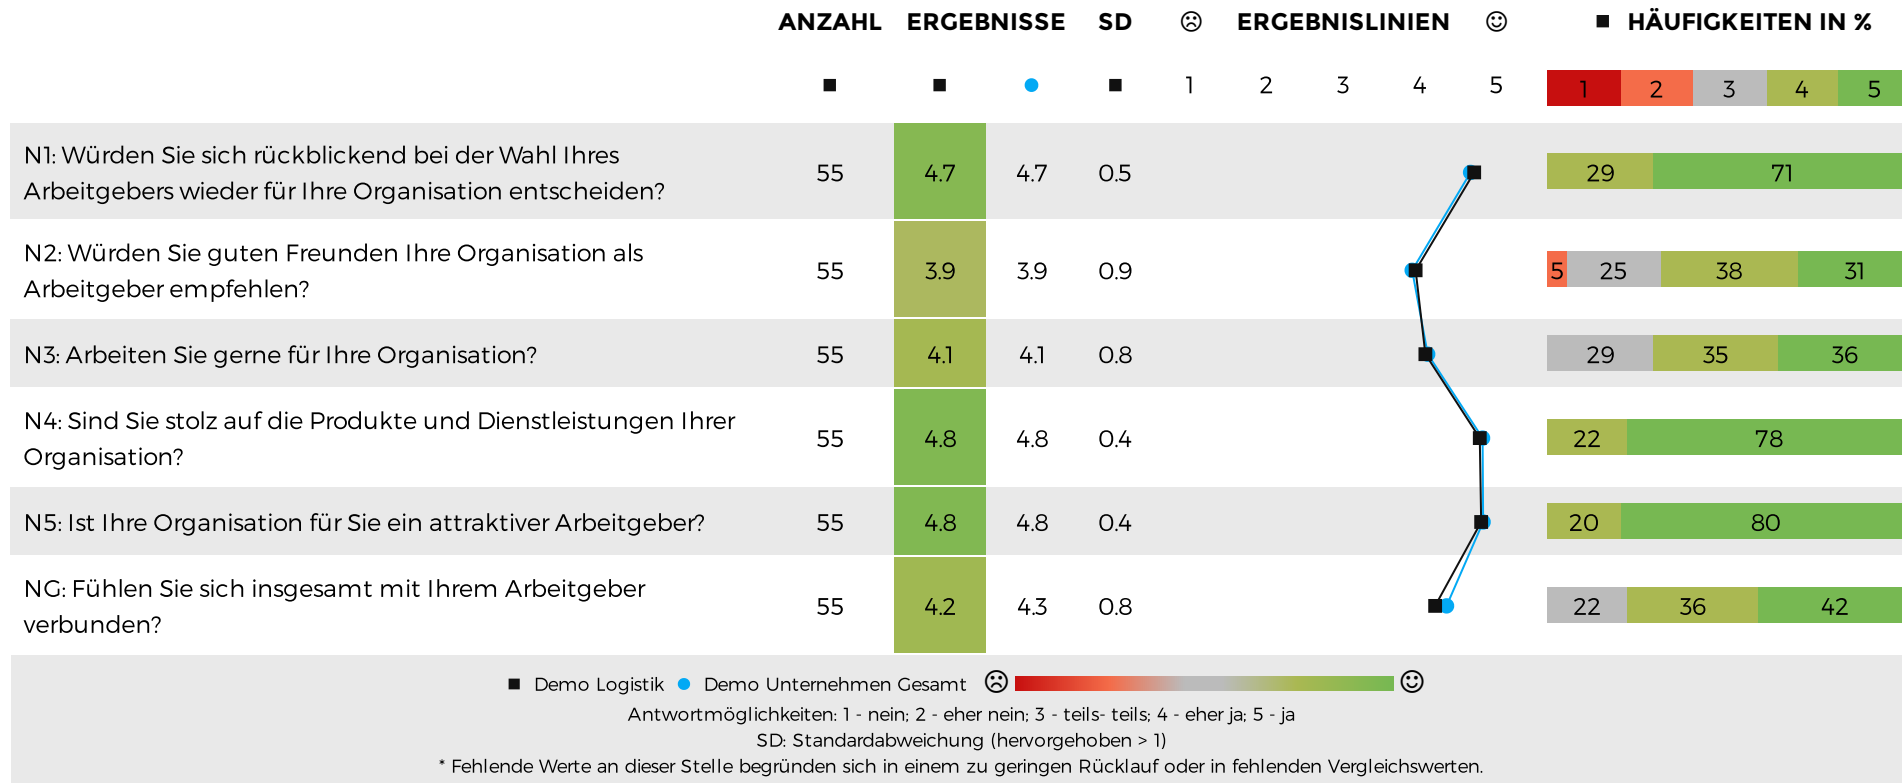 ANZAHL ERGEBNISSE SD ERGEBNISLINIEN HÄUFIGKEITEN IN %
1 2 3 4 5 1 2 3 4 5
N1: Würden Sie sich rückblickend bei der Wahl Ihres
Arbeitgebers wieder für Ihre Organisation entscheiden?
55 4.7 4.7 0.5 29 71
N2: Würden Sie guten Freunden Ihre Organisation als
Arbeitgeber empfehlen?
55 3.9 3.9 0.9 5 25 38 31
N3: Arbeiten Sie gerne für Ihre Organisation? 55 4.1 4.1 0.8 29 35 36
N4: Sind Sie stolz auf die Produkte und Dienstleistungen Ihrer
Organisation?
55 4.8 4.8 0.4 22 78
N5: Ist Ihre Organisation für Sie ein attraktiver Arbeitgeber? 55 4.8 4.8 0.4 20 80
NG: Fühlen Sie sich insgesamt mit Ihrem Arbeitgeber
verbunden?
55 4.2 4.3 0.8 22 36 42
Demo Logistik Demo Unternehmen Gesamt
Antwortmöglichkeiten: 1 - nein; 2 - eher nein; 3 - teils- teils; 4 - eher ja; 5 - ja
SD: Standardabweichung (hervorgehoben > 1)
* Fehlende Werte an dieser Stelle begründen sich in einem zu geringen Rücklauf oder in fehlenden Vergleichswerten.